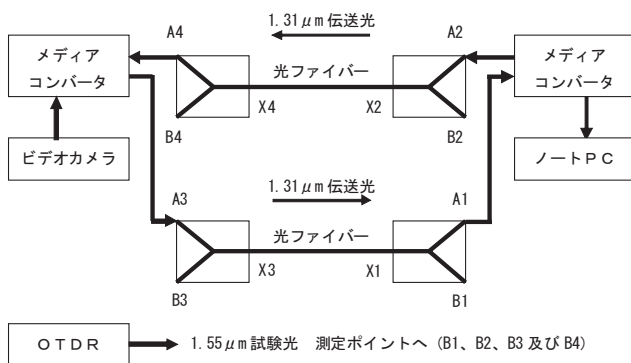 1.31μm伝送光
A4
A2
メディア
コンバータ
メディア
コンバータ
光ファイバー
X4
X2
B4
B2
ビデオカメラ
ノートPC
1.31μm伝送光
A3
A1
光ファイバー
X3
X1
B3
B1
OTDR
1.55μm試験光 測定ポイントへ（B1、B2、B3及びB4）